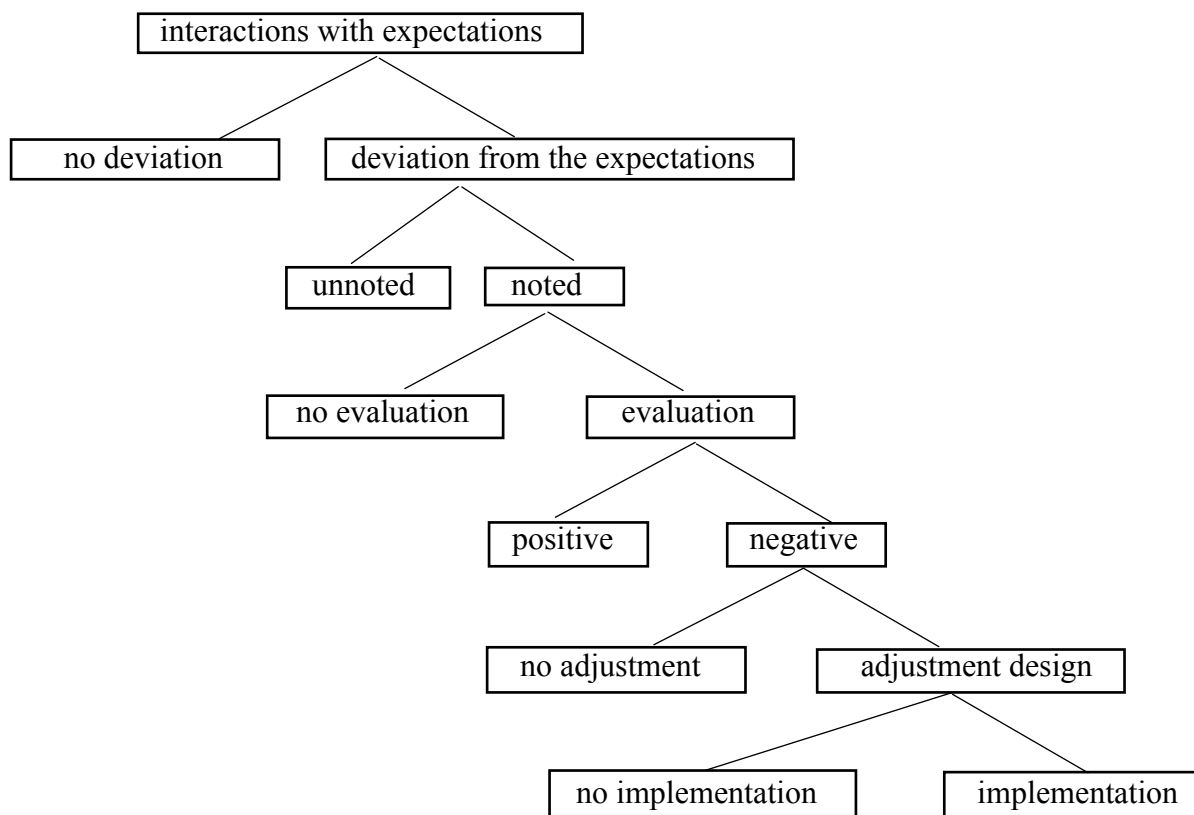 interactions with expectations
no deviation
deviation from the expectations
unnoted
noted
no evaluation
evaluation
positive
negative
no adjustment
adjustment design
no implementation
implementation